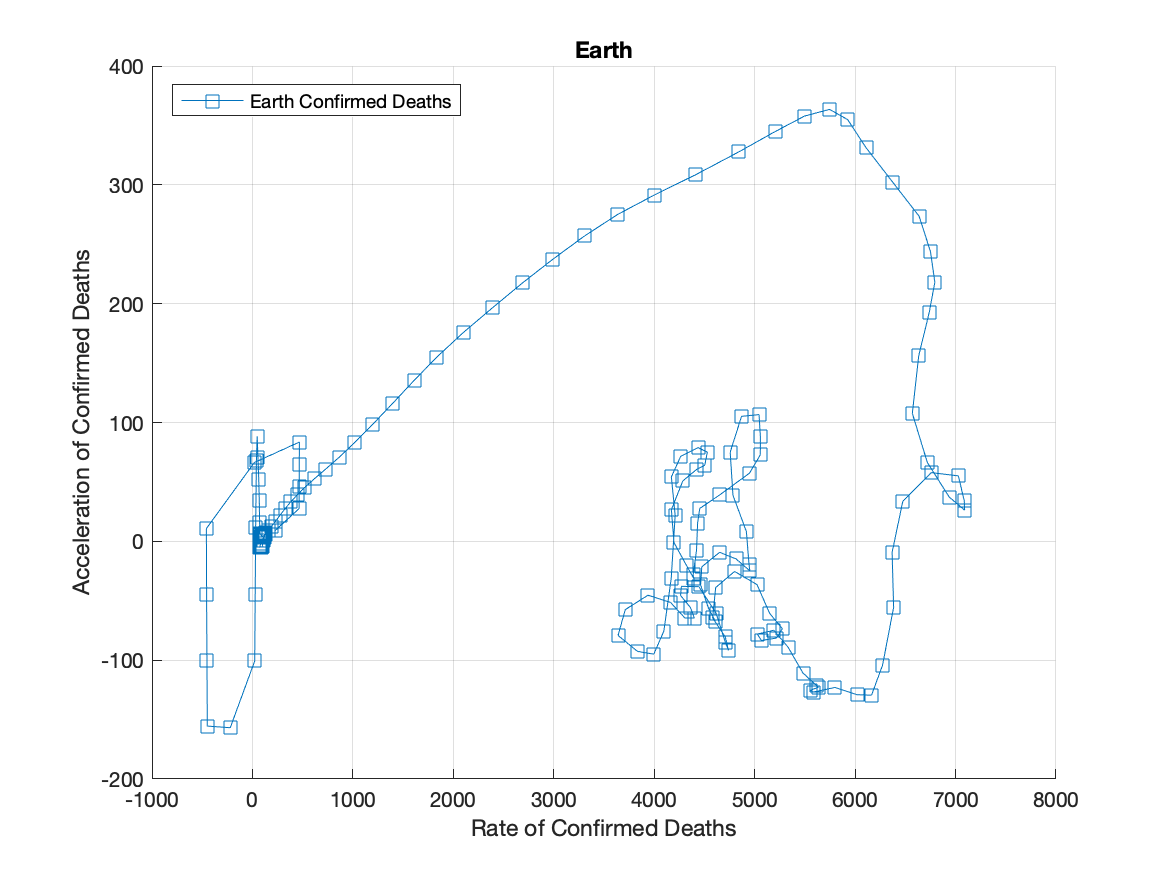 Earth
Earth Confirmed Deaths
400
300
200
100
0
-100
-200
Acceleration of Confirmed Deaths
-1000 0 1000 2000 3000 4000 5000 6000 7000 8000
Rate of Confirmed Deaths